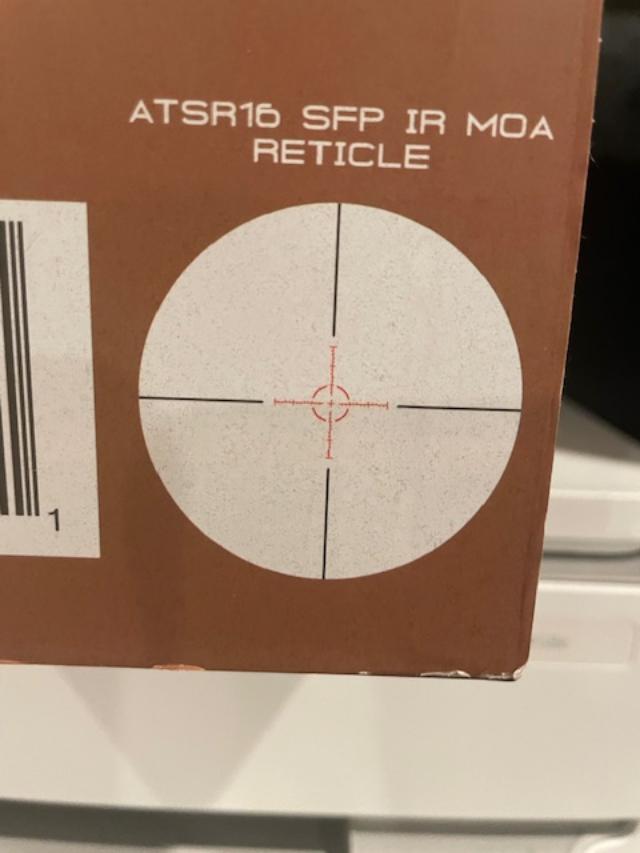 ATSR16 SFP IR MOA
RETICLE
1